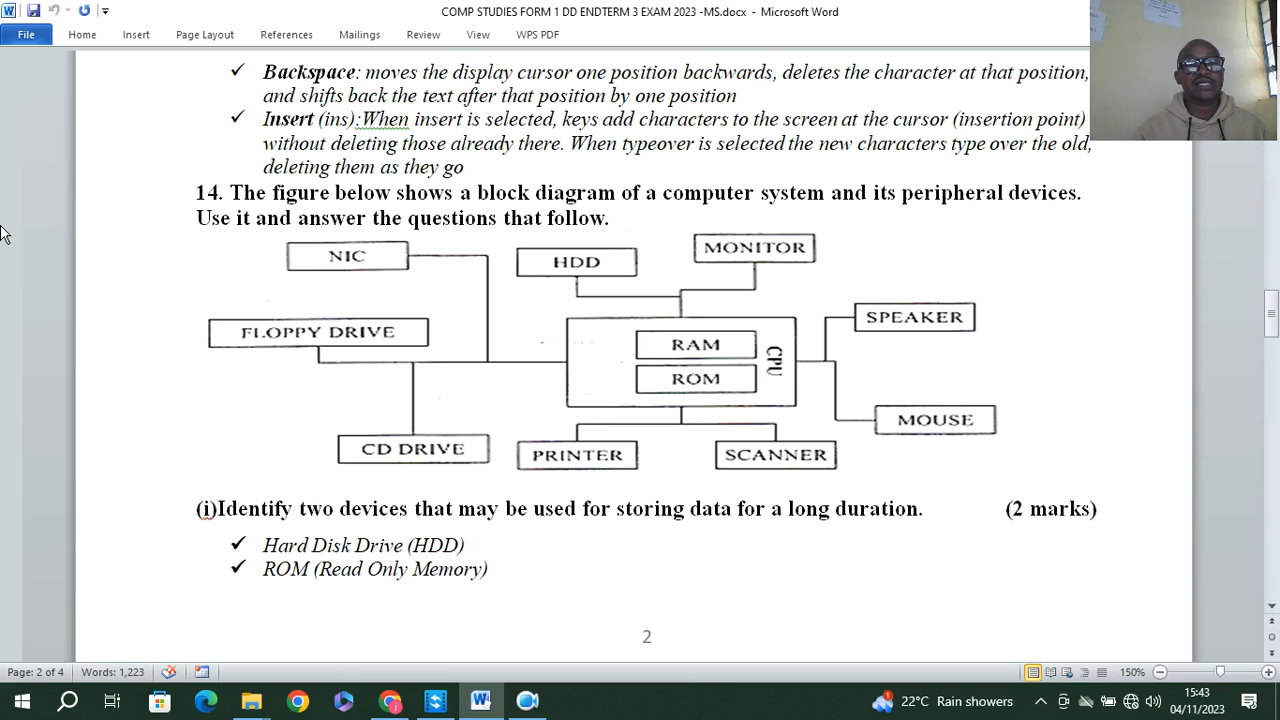 COMP STUDIES FORM 1 DD ENDTERM 3 EXAM 2023 -MS.docx - Microsoft Word
File Home Insert Page Layout References Mailings Review View WPS PDF
✓ Backspace: moves the display cursor one position backwards, deletes the character at that position,
and shifts back the text after that position by one position
✓ Insert (ins):When insert is selected, keys add characters to the screen at the cursor (insertion point)
without deleting those already there. When typeover is selected the new characters type over the old,
deleting them as they go
14. The figure below shows a block diagram of a computer system and its peripheral devices.
Use it and answer the questions that follow.
NIC
HDD
MONITOR
FLOPPY DRIVE
RAM
ROM
CPU
SPEAKER
MOUSE
CD DRIVE
PRINTER
SCANNER
(i)Identify two devices that may be used for storing data for a long duration. (2 marks)
✓ Hard Disk Drive (HDD)
✓ ROM (Read Only Memory)
2
Page: 2 of 4 Words: 1,223 150%
22°C Rain showers
15:43
04/11/2023